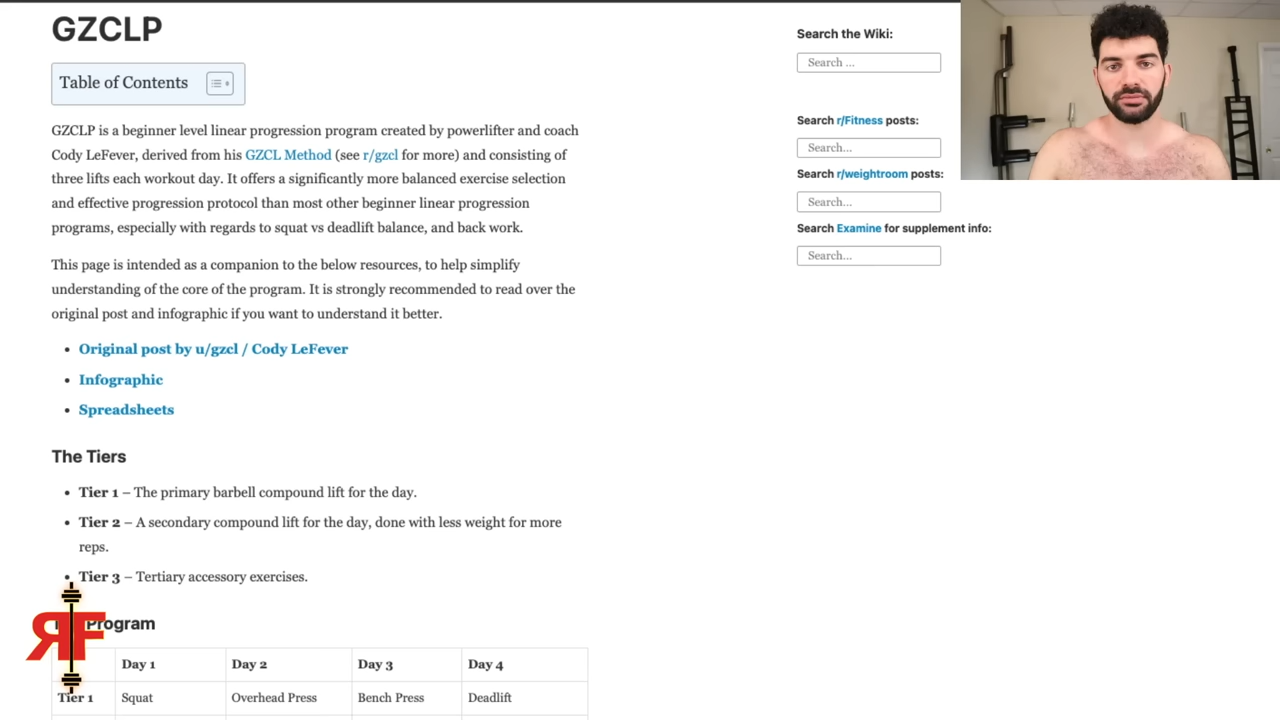 GZCLP
Table of Contents
GZCLP is a beginner level linear progression program created by powerlifter and coach
Cody LeFever, derived from his GZCL Method (see r/gzcl for more) and consisting of
three lifts each workout day. It offers a significantly more balanced exercise selection
and effective progression protocol than most other beginner linear progression
programs, especially with regards to squat vs deadlift balance, and back work.
This page is intended as a companion to the below resources, to help simplify
understanding of the core of the program. It is strongly recommended to read over the
original post and infographic if you want to understand it better.
• Original post by u/gzcl / Cody LeFever
• Infographic
• Spreadsheets
The Tiers
• Tier 1 – The primary barbell compound lift for the day.
• Tier 2 – A secondary compound lift for the day, done with less weight for more
reps.
• Tier 3 – Tertiary accessory exercises.
Program
Day 1 Day 2 Day 3 Day 4
Tier 1 Squat Overhead Press Bench Press Deadlift
RF
Search the Wiki:
Search ...
Search r/Fitness posts:
Search...
Search r/weightroom posts:
Search...
Search Examine for supplement info:
Search...